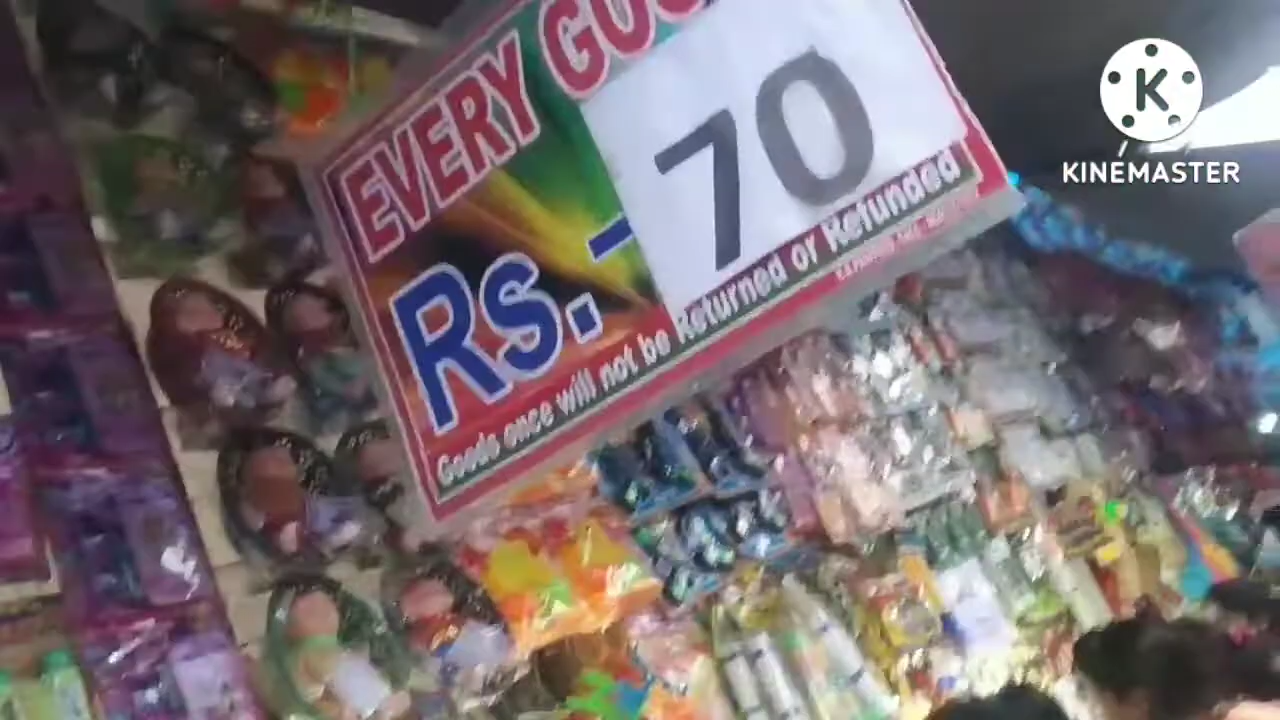 EVERY
70
Rs.-
Goods once will not be Returned or Refunded
K
KINEMASTER